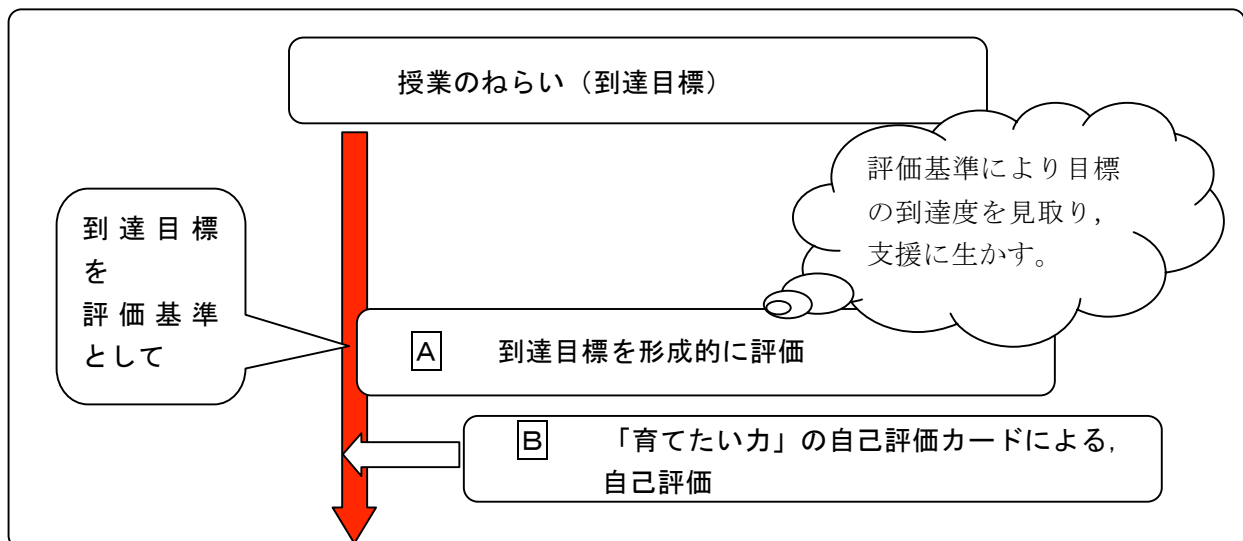 授業のねらい（到達目標）
評価基準により目標
の到達度を見取り，
支援に生かす。
到達目標
を
評価基準
として
A 到達目標を形成的に評価
B 「育てたい力」の自己評価カードによる，
自己評価